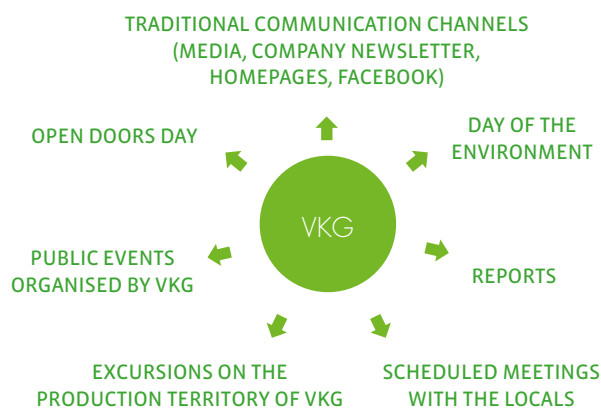 TRADITIONAL COMMUNICATION CHANNELS
(MEDIA, COMPANY NEWSLETTER,
HOMEPAGES, FACEBOOK)
OPEN DOORS DAY
DAY OF THE
ENVIRONMENT
VKG
PUBLIC EVENTS
ORGANISED BY VKG
REPORTS
EXCURSIONS ON THE
PRODUCTION TERRITORY OF VKG
SCHEDULED MEETINGS
WITH THE LOCALS